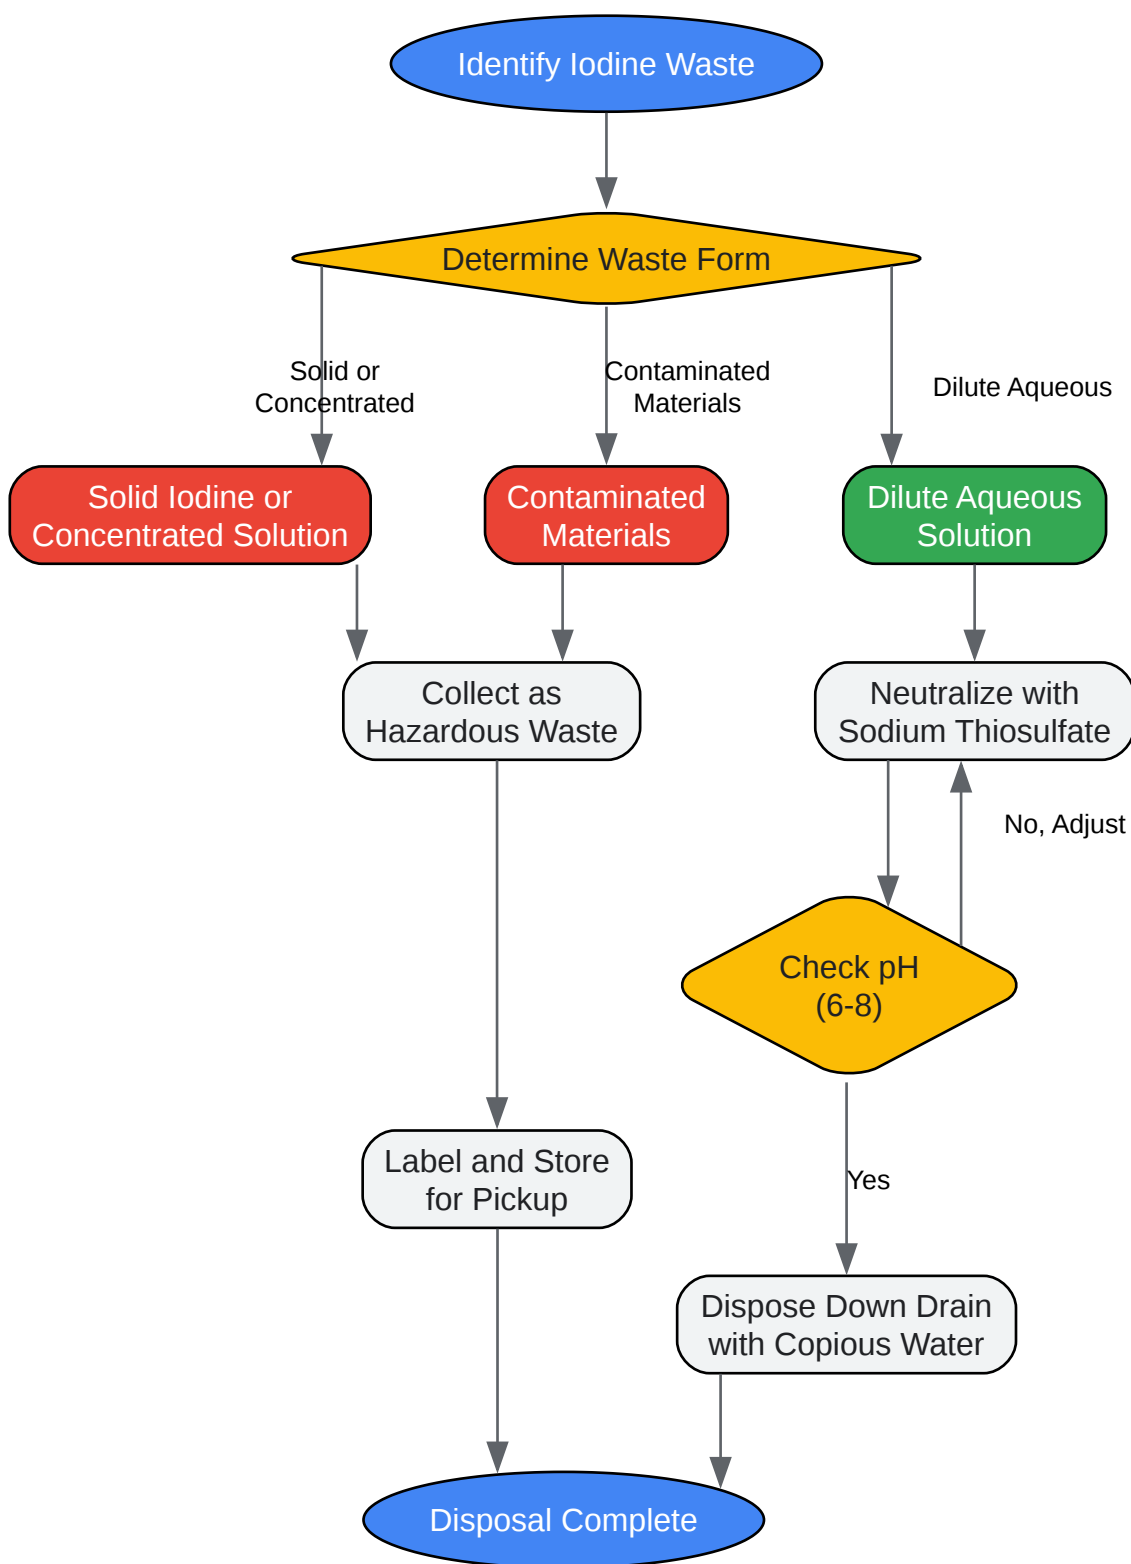 Identify Iodine Waste
Determine Waste Form
Solid or
Concentrated
Contaminated
Materials
Dilute Aqueous
Solid Iodine or
Concentrated Solution
Contaminated
Materials
Dilute Aqueous
Solution
Collect as
Hazardous Waste
Neutralize with
Sodium Thiosulfate
No, Adjust
Check pH
(6-8)
Label and Store
for Pickup
Yes
Dispose Down Drain
with Copious Water
Disposal Complete